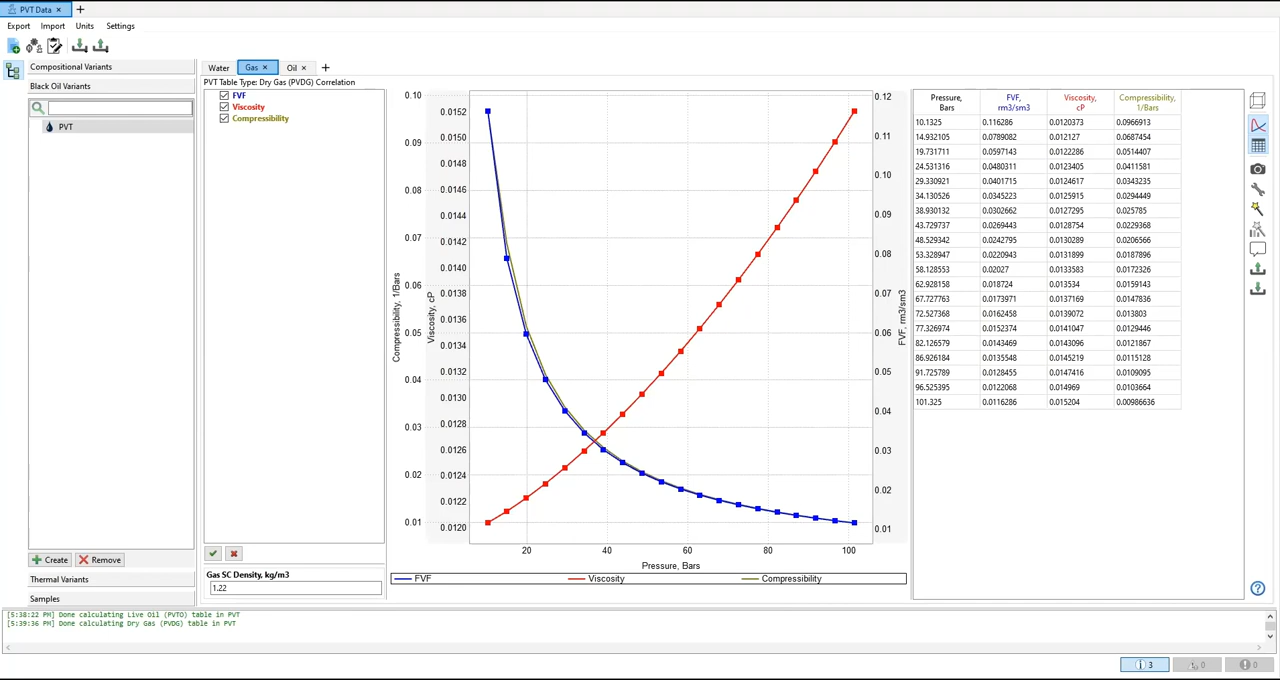 PVT Data × +
Export Import Units Settings
Compositional Variants
Black Oil Variants
PVT
Create Remove
Thermal Variants
Samples
Water Gas × Oil × +
PVT Table Type: Dry Gas (PVDG) Correlation
FVF
Viscosity
Compressibility
Gas SC Density, kg/m3
1.22
Compressibility, 1/Bars
0.10
0.09
0.08
0.07
0.06
0.05
0.04
0.03
0.02
0.01
Viscosity, cP
0.0152
0.0150
0.0148
0.0146
0.0144
0.0142
0.0140
0.0138
0.0136
0.0134
0.0132
0.0130
0.0128
0.0126
0.0124
0.0122
0.0120
0.12
0.11
0.10
0.09
0.08
0.07
0.06
0.05
0.04
0.03
0.02
0.01
FVF, rm3/sm3
20 40 60 80 100
Pressure, Bars
FVF Viscosity Compressibility
Pressure, FVF, Viscosity, Compressibility,
Bars rm3/sm3 cP 1/Bars
10.1325 0.116286 0.0120373 0.0966913
14.932105 0.0789082 0.012127 0.0687454
19.731711 0.0597143 0.0122286 0.0514407
24.531316 0.0480311 0.0123405 0.0411581
29.330921 0.0401715 0.0124617 0.0343235
34.130526 0.0345223 0.0125915 0.0294449
38.930132 0.0302662 0.0127295 0.025785
43.729737 0.0269443 0.0128754 0.0229368
48.529342 0.0242795 0.0130289 0.0206566
53.328947 0.0220943 0.0131899 0.0187896
58.128553 0.02027 0.0133583 0.0172326
62.928158 0.018724 0.013534 0.0159143
67.727763 0.0173971 0.0137169 0.0147836
72.527368 0.0162458 0.0139072 0.013803
77.326974 0.0152374 0.0141047 0.0129446
82.126579 0.0143469 0.0143096 0.0121867
86.926184 0.0135548 0.0145219 0.0115128
91.725789 0.0128455 0.0147416 0.0109095
96.525395 0.0122068 0.014969 0.0103664
101.325 0.0116286 0.015204 0.00986636
[5:38:22 PM] Done calculating Live Oil (PVTO) table in PVT
[5:39:36 PM] Done calculating Dry Gas (PVDG) table in PVT
3 0 0